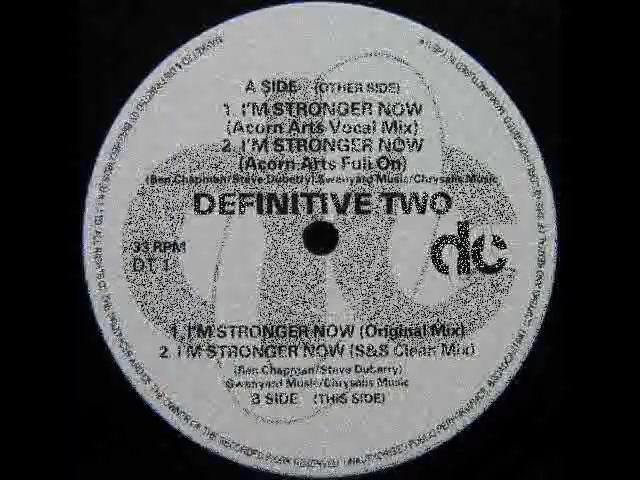 A SIDE (OTHER SIDE)
1. I'M STRONGER NOW
(Acorn Arts Vocal Mix)
2. I'M STRONGER NOW
(Acorn Arts Full On)
(Ben Chapman/Steve Duberry) Swanyard Music/Chrysalis Music
DEFINITIVE TWO
33 RPM
DT 1
dc
1. I'M STRONGER NOW (Original Mix)
2. I'M STRONGER NOW (S&S Clean Mix)
(Ben Chapman/Steve Duberry)
Swanyard Music/Chrysalis Music
B SIDE (THIS SIDE)